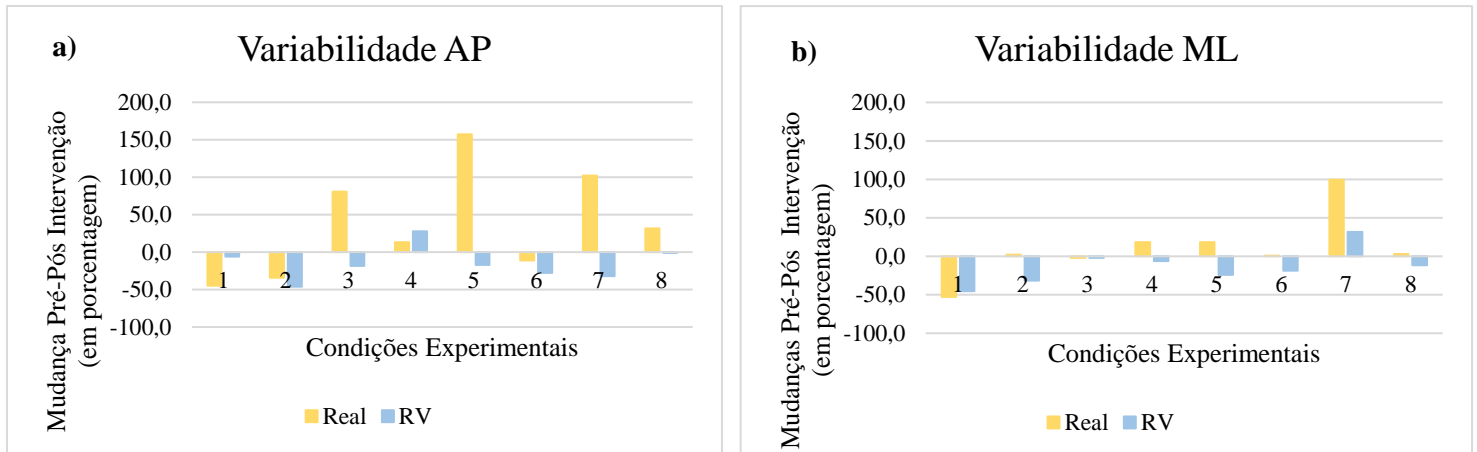 a)
Variabilidade AP
Mudança Pré-Pós Intervenção
(em porcentagem)
200,0
150,0
100,0
50,0
0,0
-50,0
-100,0
1 2 3 4 5 6 7 8
Condições Experimentais
Real RV
b)
Variabilidade ML
Mudanças Pré-Pós Intervenção
(em porcentagem)
200,0
150,0
100,0
50,0
0,0
-50,0
-100,0
1 2 3 4 5 6 7 8
Condições Experimentais
Real RV